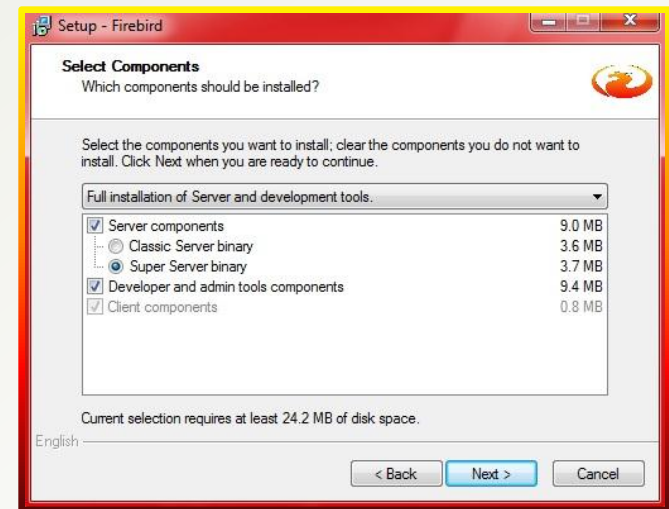 Setup - Firebird
Select Components
Which components should be installed?
Select the components you want to install; clear the components you do not want to
install. Click Next when you are ready to continue.
Full installation of Server and development tools.
Server components 9.0 MB
Classic Server binary 3.6 MB
Super Server binary 3.7 MB
Developer and admin tools components 9.4 MB
Client components 0.8 MB
Current selection requires at least 24.2 MB of disk space.
English
< Back Next > Cancel